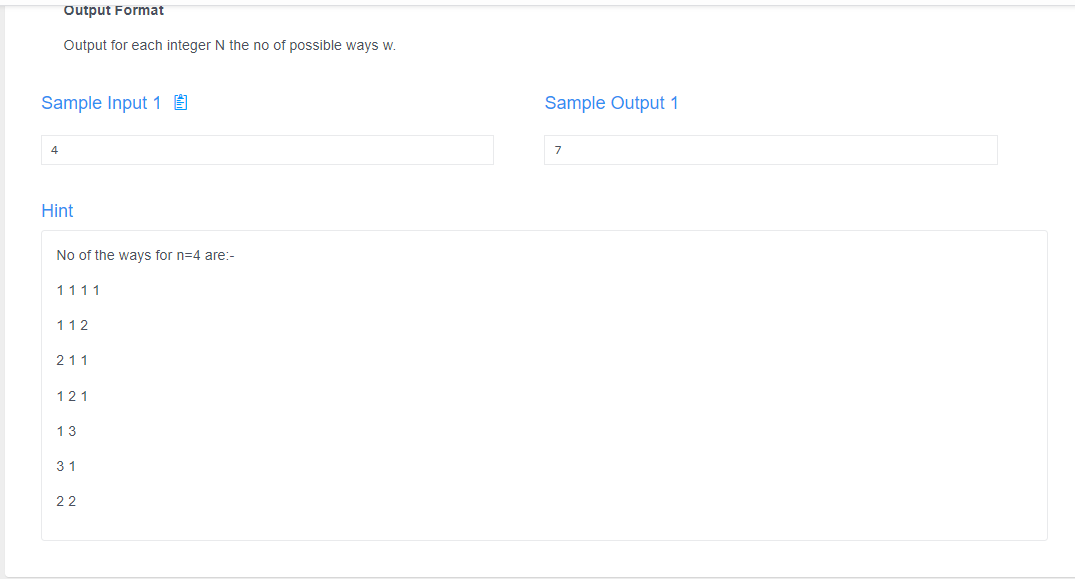 Output Format
Output for each integer N the no of possible ways w.
Sample Input 1
Sample Output 1
4
7
Hint
No of the ways for n=4 are:-
1 1 1 1
1 1 2
2 1 1
1 2 1
1 3
3 1
2 2